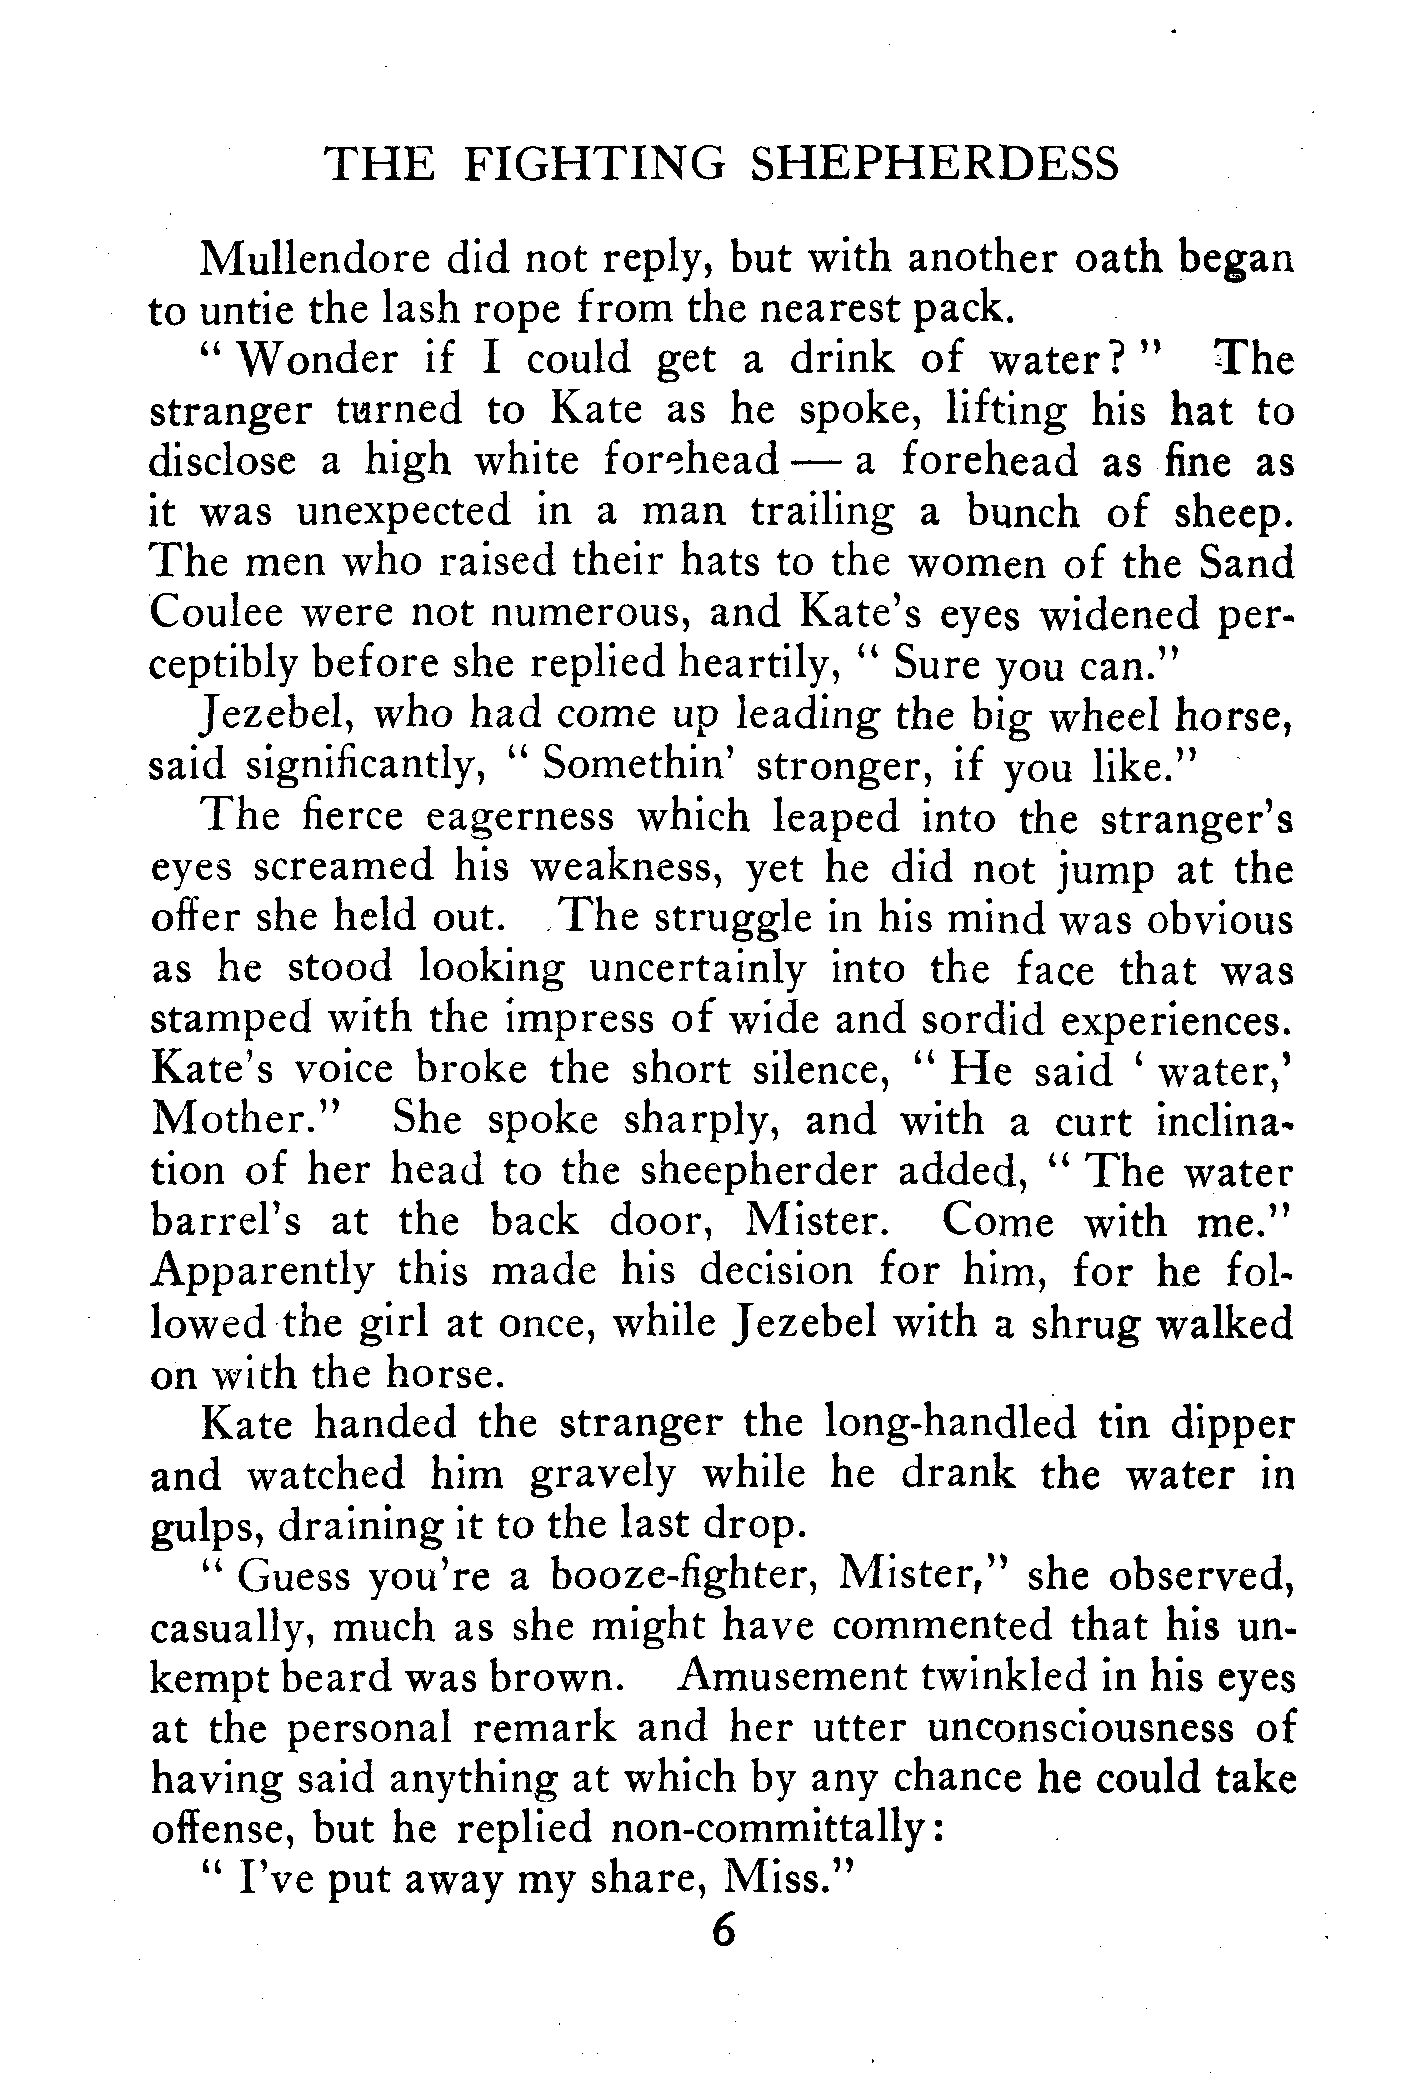 THE FIGHTING SHEPHERDESS
Mullendore did not reply, but with another oath began
to untie the lash rope from the nearest pack.
“ Wonder if I could get a drink of water? ” The
stranger turned to Kate as he spoke, lifting his hat to
disclose a high white forehead — a forehead as fine as
it was unexpected in a man trailing a bunch of sheep.
The men who raised their hats to the women of the Sand
Coulee were not numerous, and Kate’s eyes widened per-
ceptibly before she replied heartily, “ Sure you can.”
Jezebel, who had come up leading the big wheel horse,
said significantly, “ Somethin’ stronger, if you like.”
The fierce eagerness which leaped into the stranger’s
eyes screamed his weakness, yet he did not jump at the
offer she held out. The struggle in his mind was obvious
as he stood looking uncertainly into the face that was
stamped with the impress of wide and sordid experiences.
Kate’s voice broke the short silence, “ He said ‘ water,’
Mother.” She spoke sharply, and with a curt inclina-
tion of her head to the sheepherder added, “ The water
barrel’s at the back door, Mister. Come with me.”
Apparently this made his decision for him, for he fol-
lowed the girl at once, while Jezebel with a shrug walked
on with the horse.
Kate handed the stranger the long-handled tin dipper
and watched him gravely while he drank the water in
gulps, draining it to the last drop.
“ Guess you’re a booze-fighter, Mister,” she observed,
casually, much as she might have commented that his un-
kempt beard was brown. Amusement twinkled in his eyes
at the personal remark and her utter unconsciousness of
having said anything at which by any chance he could take
offense, but he replied non-committally:
“ I’ve put away my share, Miss.”
6